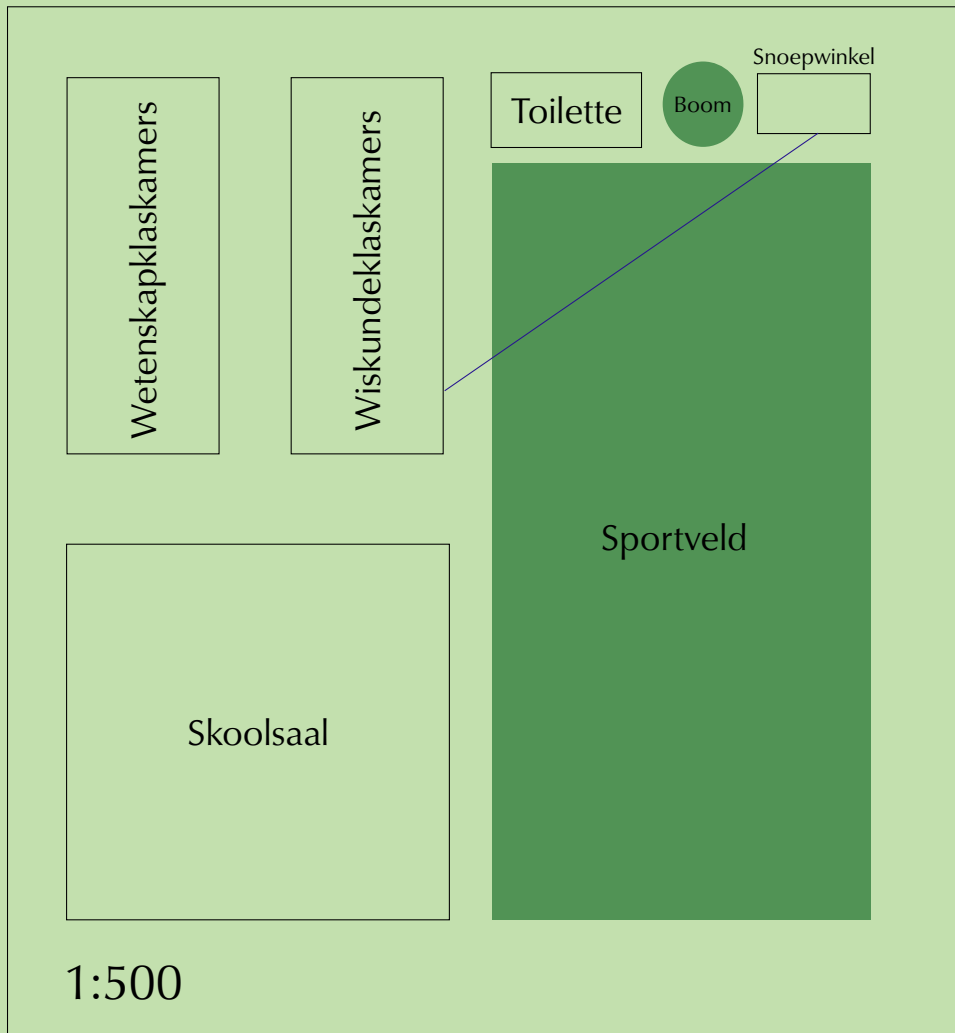 Snoepwinkel
Toilette
Boom
Wetenskapklaskamers
Wiskundeklaskamers
Sportveld
Skoolsaal
1:500